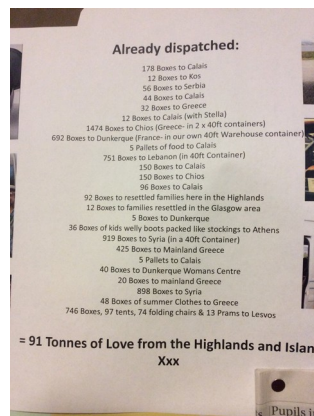 Already dispatched:
178 Boxes to Calais
12 Boxes to Kos
56 Boxes to Serbia
44 Boxes to Calais
32 Boxes to Greece
12 Boxes to Calais (with Stella)
1474 Boxes to Chios (Greece- in 2 x 40ft containers)
692 Boxes to Dunkerque (France- in our own 40ft Warehouse container)
5 Pallets of food to Calais
751 Boxes to Lebanon (in 40ft Container)
150 Boxes to Calais
150 Boxes to Chios
96 Boxes to Calais
92 Boxes to resettled families here in the Highlands
12 Boxes to families resettled in the Glasgow area
5 Boxes to Dunkerque
36 Boxes of kids welly boots packed like stockings to Athens
919 Boxes to Syria (in a 40ft Container)
425 Boxes to Mainland Greece
5 Pallets to Calais
40 Boxes to Dunkerque Womans Centre
20 Boxes to mainland Greece
898 Boxes to Syria
48 Boxes of summer Clothes to Greece
746 Boxes, 97 tents, 74 folding chairs & 13 Prams to Lesvos
= 91 Tonnes of Love from the Highlands and Islan
Xxx
Pupils